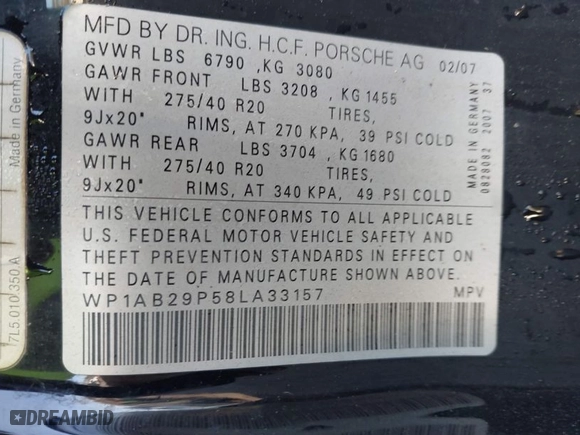 MFD BY DR. ING. H.C.F. PORSCHE AG 02/07
GVWR LBS 6790 ,KG 3080
GAWR FRONT LBS 3208 , KG 1455
WITH 275/40 R20 TIRES,
9Jx20" RIMS, AT 270 KPA, 39 PSI COLD
GAWR REAR LBS 3704 , KG 1680
WITH 275/40 R20 TIRES,
9Jx20" RIMS, AT 340 KPA, 49 PSI COLD
THIS VEHICLE CONFORMS TO ALL APPLICABLE
U.S. FEDERAL MOTOR VEHICLE SAFETY AND
THEFT PREVENTION STANDARDS IN EFFECT ON
THE DATE OF MANUFACTURE SHOWN ABOVE.
WP1AB29P58LA33157 MPV
MADE IN GERMANY
0828082 2007 37
Made in Germany
7L5.010.350.A
DREAMBID